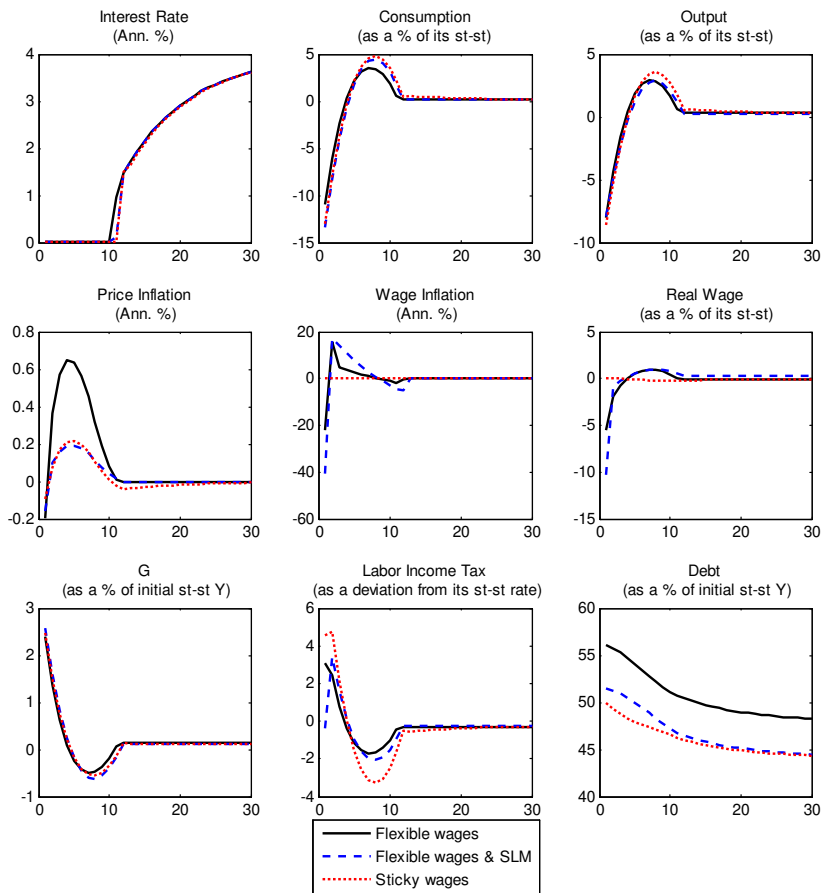 Interest Rate
(Ann. %)
4
3
2
1
0
0 10 20 30
Consumption
(as a % of its st-st)
5
0
-5
-10
-15
0 10 20 30
Output
(as a % of its st-st)
5
0
-5
-10
0 10 20 30
Price Inflation
(Ann. %)
0.8
0.6
0.4
0.2
0
-0.2
0 10 20 30
Wage Inflation
(Ann. %)
20
0
-20
-40
-60
0 10 20 30
Real Wage
(as a % of its st-st)
5
0
-5
-10
-15
0 10 20 30
G
(as a % of initial st-st Y)
3
2
1
0
-1
0 10 20 30
Labor Income Tax
(as a deviation from its st-st rate)
6
4
2
0
-2
-4
0 10 20 30
Debt
(as a % of initial st-st Y)
60
55
50
45
40
0 10 20 30
Flexible wages
Flexible wages & SLM
Sticky wages